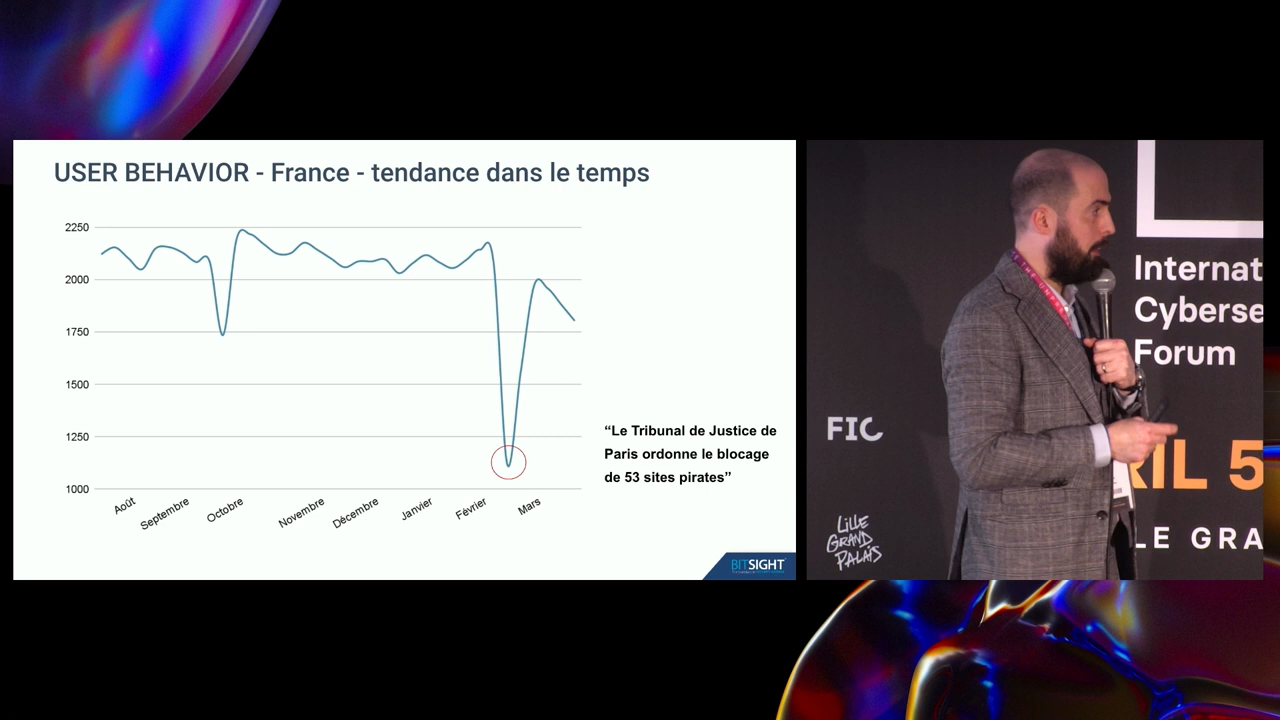 USER BEHAVIOR - France - tendance dans le temps
2250
2000
1750
1500
1250
1000
Août
Septembre
Octobre
Novembre
Décembre
Janvier
Février
Mars
“Le Tribunal de Justice de
Paris ordonne le blocage
de 53 sites pirates”
BITSIGHT
Internat
Cyberse
Forum
FIC
RIL 5
LILLE
GRAND
PALAIS
LE GRA